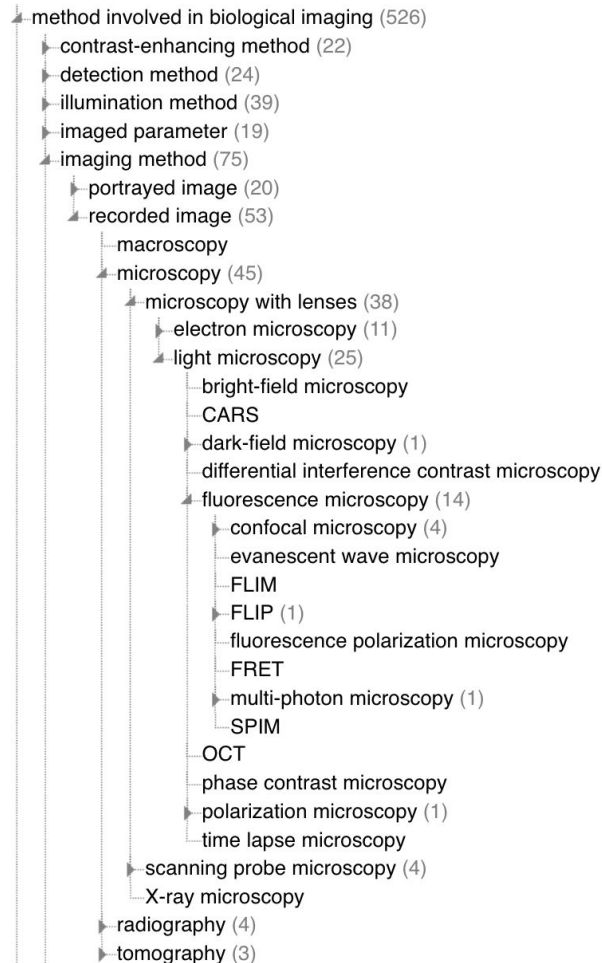 method involved in biological imaging (526)
contrast-enhancing method (22)
detection method (24)
illumination method (39)
imaged parameter (19)
imaging method (75)
portrayed image (20)
recorded image (53)
macroscopy
microscopy (45)
microscopy with lenses (38)
electron microscopy (11)
light microscopy (25)
bright-field microscopy
CARS
dark-field microscopy (1)
differential interference contrast microscopy
fluorescence microscopy (14)
confocal microscopy (4)
evanescent wave microscopy
FLIM
FLIP (1)
fluorescence polarization microscopy
FRET
multi-photon microscopy (1)
SPIM
OCT
phase contrast microscopy
polarization microscopy (1)
time lapse microscopy
scanning probe microscopy (4)
X-ray microscopy
radiography (4)
tomography (3)